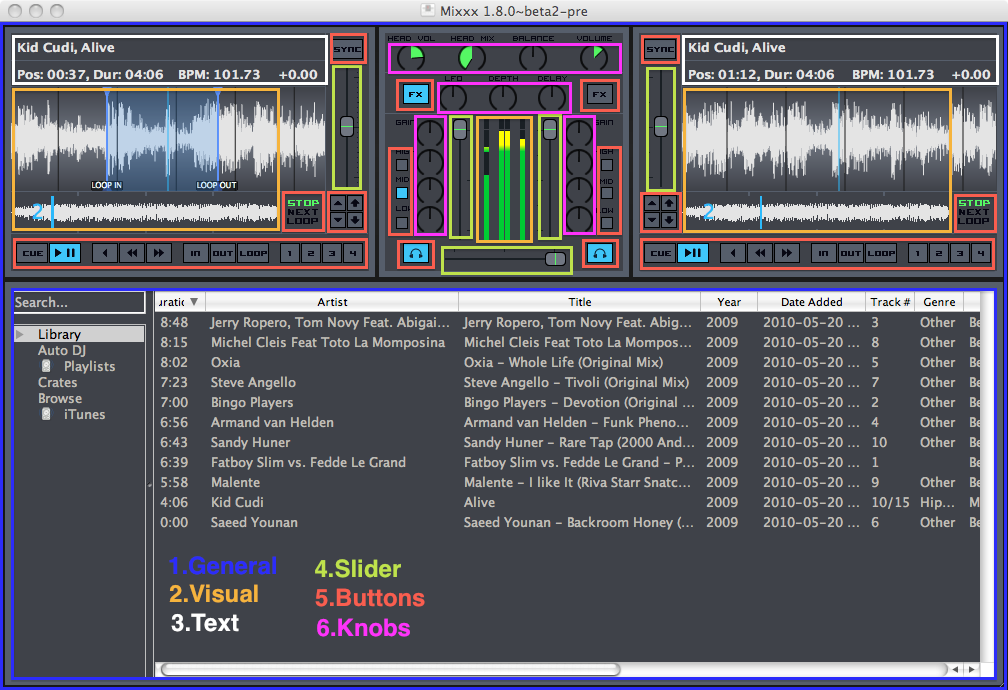 Mixxx 1.8.0~beta2-pre
Kid Cudi, Alive
Pos: 00:37, Dur: 04:06 BPM: 101.73 +0.00
SYNC
LOOP IN LOOP OUT
2
STOP
NEXT
LOOP
CUE IN OUT LOOP 1 2 3 4
HEAD VOL HEAD MIX BALANCE VOLUME
LFO DEPTH DELAY
FX FX
GAIN GAIN
MID MID
LOW LOW
SYNC
Kid Cudi, Alive
Pos: 01:12, Dur: 04:06 BPM: 101.73 +0.00
2
STOP
NEXT
LOOP
CUE IN OUT LOOP 1 2 3 4
Search...
Library
Auto DJ
Playlists
Crates
Browse
iTunes
uratic Artist Title Year Date Added Track # Genre
8:48 Jerry Ropero, Tom Novy Feat. Abigai... Jerry Ropero, Tom Novy Feat. Abig... 2009 2010-05-20 ... 3 Other
8:15 Michel Cleis Feat Toto La Momposina Michel Cleis Feat Toto La Mompos... 2009 2010-05-20 ... 8 Other Be
8:02 Oxia Oxia - Whole Life (Original Mix) 2009 2010-05-20 ... 5 Other Be
7:23 Steve Angello Steve Angello - Tivoli (Original Mix) 2009 2010-05-20 ... 7 Other Be
7:00 Bingo Players Bingo Players - Devotion (Original ... 2009 2010-05-20 ... 2 Other Be
6:56 Armand van Helden Armand van Helden - Funk Pheno... 2009 2010-05-20 ... 4 Other
6:43 Sandy Huner Sandy Huner - Rare Tap (2000 And... 2009 2010-05-20 ... 10 Other Be
6:39 Fatboy Slim vs. Fedde Le Grand Fatboy Slim vs. Fedde Le Grand - P... 2009 2010-05-20 ... 1 Be
5:58 Malente Malente - I like It (Riva Starr Snatc... 2009 2010-05-20 ... 9 Other Be
4:06 Kid Cudi Alive 2009 2010-05-20 ... 10/15 Hip... M
0:00 Saeed Younan Saeed Younan - Backroom Honey (... 2009 2010-05-20 ... 6 Other Be
1.General
2.Visual
3.Text
4.Slider
5.Buttons
6.Knobs